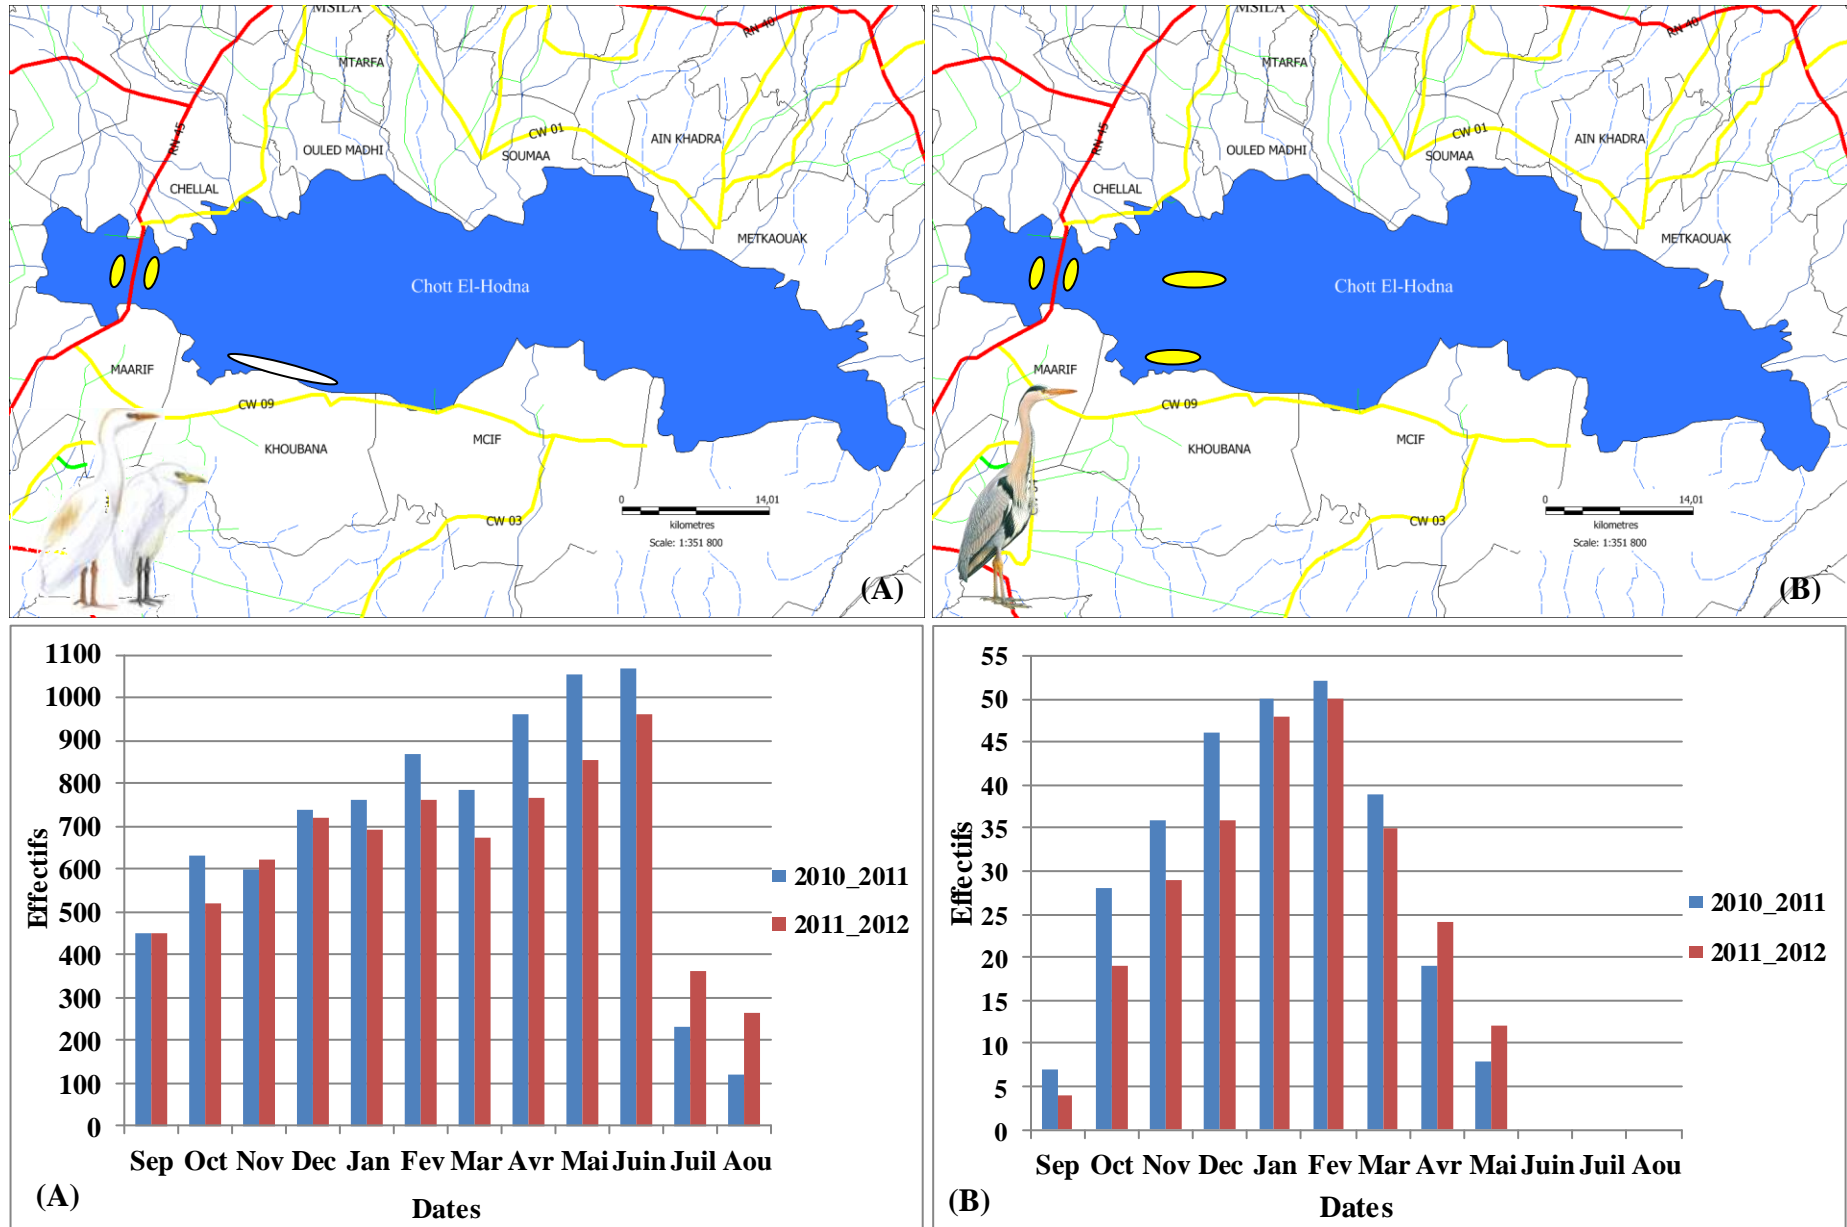 MSILA
RN 40
MTARFA
RN 45
CW 01
AIN KHADRA
OULED MADHI
SOUMAA
CHELLAL
METKAOUAK
Chott El-Hodna
MAARIF
CW 09
KHOUBANA
MCIF
0 14,01
kilometres
CW 03
Scale: 1:351 800
(A)
MSILA
RN 40
MTARFA
RN 45
CW 01
AIN KHADRA
OULED MADHI
SOUMAA
CHELLAL
METKAOUAK
Chott El-Hodna
MAARIF
CW 09
KHOUBANA
MCIF
0 14,01
kilometres
CW 03
Scale: 1:351 800
(B)
1100
1000
900
800
700
600
500
400
300
200
100
0
Effectifs
2010_2011
2011_2012
Sep Oct Nov Dec Jan Fev Mar Avr Mai Juin Juil Aou
Dates
(A)
55
50
45
40
35
30
25
20
15
10
5
0
Effectifs
2010_2011
2011_2012
Sep Oct Nov Dec Jan Fev Mar Avr Mai Juin Juil Aou
Dates
(B)